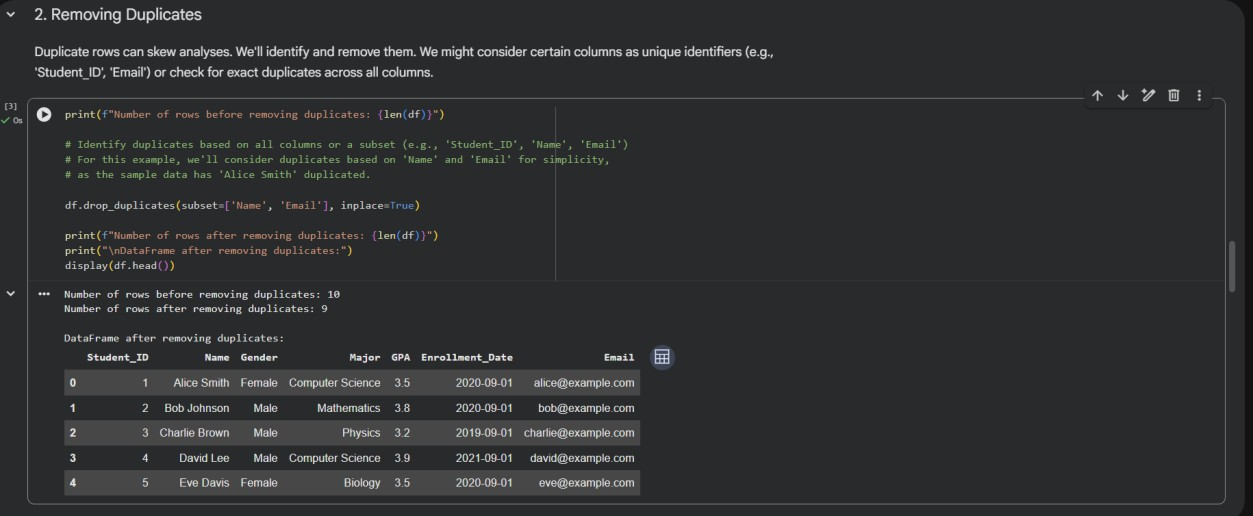 2. Removing Duplicates
Duplicate rows can skew analyses. We'll identify and remove them. We might consider certain columns as unique identifiers (e.g.,
'Student_ID', 'Email') or check for exact duplicates across all columns.
[3]
0s
print(f"Number of rows before removing duplicates: {len(df)}")
# Identify duplicates based on all columns or a subset (e.g., 'Student_ID', 'Name', 'Email')
# For this example, we'll consider duplicates based on 'Name' and 'Email' for simplicity,
# as the sample data has 'Alice Smith' duplicated.
df.drop_duplicates(subset=['Name', 'Email'], inplace=True)
print(f"Number of rows after removing duplicates: {len(df)}")
print("\nDataFrame after removing duplicates:")
display(df.head())
Number of rows before removing duplicates: 10
Number of rows after removing duplicates: 9
DataFrame after removing duplicates:
Student_ID Name Gender Major GPA Enrollment_Date Email
0 1 Alice Smith Female Computer Science 3.5 2020-09-01 alice@example.com
1 2 Bob Johnson Male Mathematics 3.8 2020-09-01 bob@example.com
2 3 Charlie Brown Male Physics 3.2 2019-09-01 charlie@example.com
3 4 David Lee Male Computer Science 3.9 2021-09-01 david@example.com
4 5 Eve Davis Female Biology 3.5 2020-09-01 eve@example.com